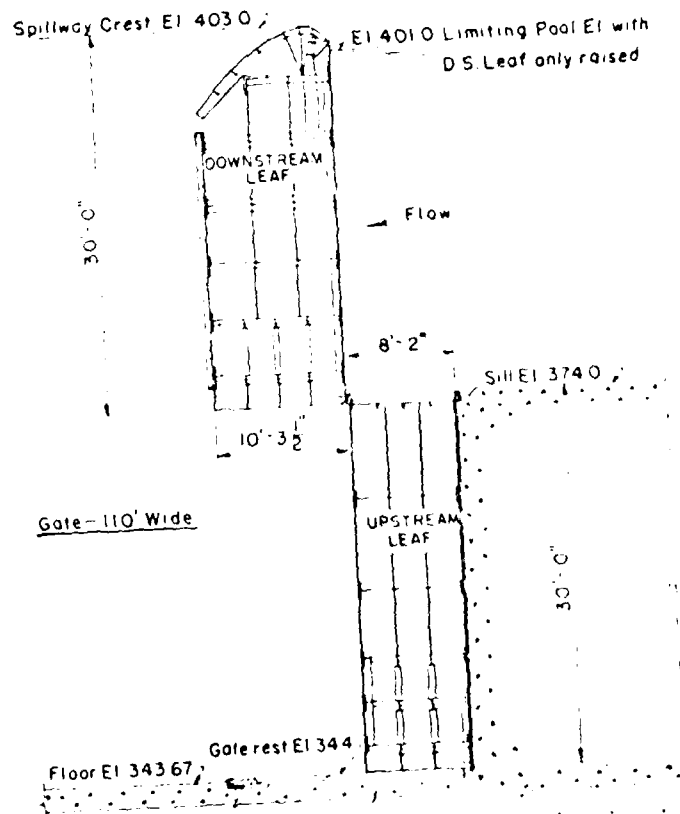 Spillway Crest El 403 0
El 401 0 Limiting Pool El with
D S. Leaf only raised
DOWNSTREAM
LEAF
30'-0"
Flow
8'-2"
Sill El 374 0
10'-3 1/2"
Gate-110' Wide
UPSTREAM
LEAF
30'-0"
Gate rest El 344
Floor El 343 67